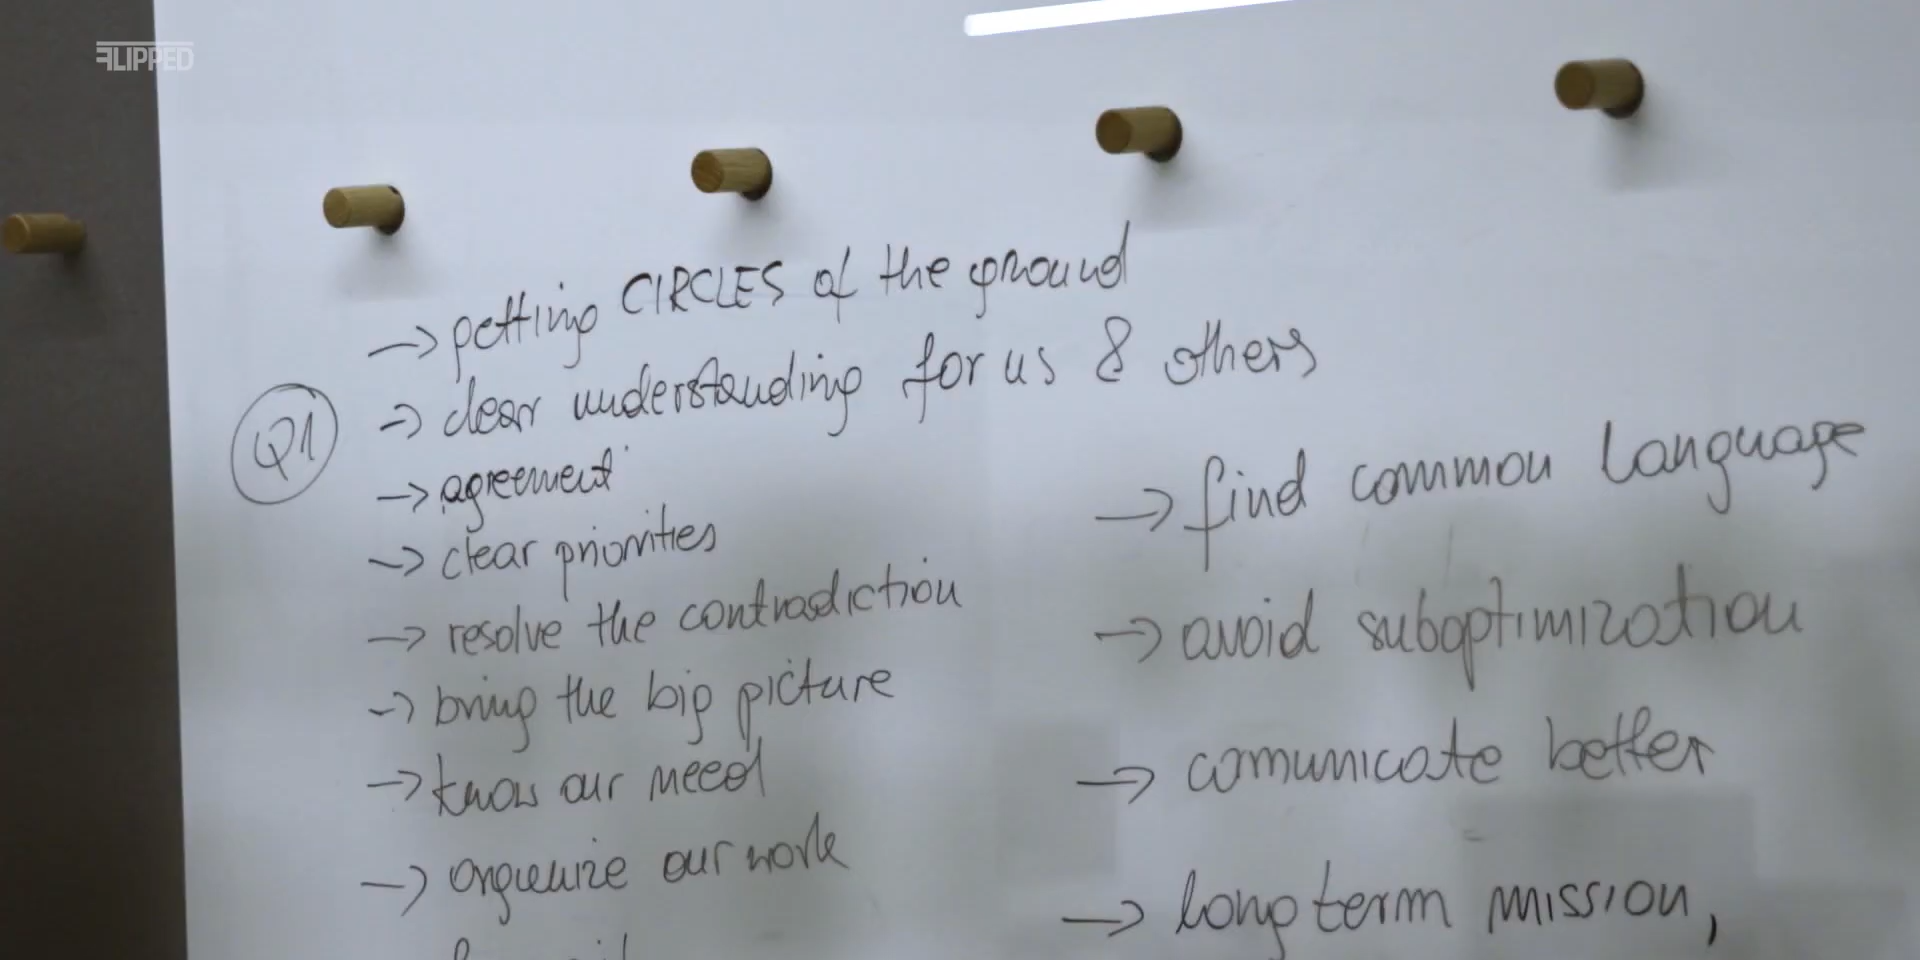 FLIPPED
→ getting CIRCLES of the ground
→ clear understanding for us & others
Q1
→ agreement
→ clear priorities
→ resolve the contradiction
→ bring the big picture
→ know our need
→ organize our work
→ find common language
→ avoid suboptimization
→ comunicate better
→ long term mission,